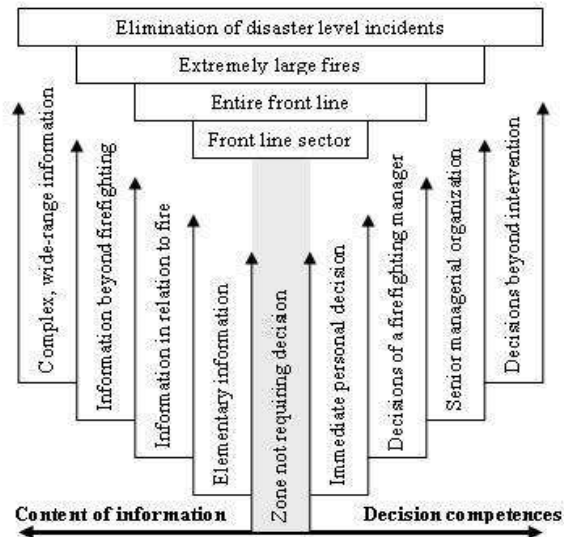 Elimination of disaster level incidents
Extremely large fires
Entire front line
Front line sector
Complex, wide-range information
Information beyond firefighting
Information in relation to fire
Elementary information
Zone not requiring decision
Immediate personal decision
Decisions of a firefighting manager
Senior managerial organization
Decisions beyond intervention
Content of information
Decision competences